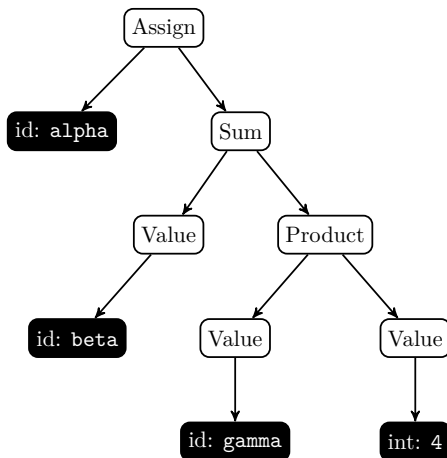 Assign
id: alpha
Sum
Value
Product
id: beta
Value
Value
id: gamma
int: 4